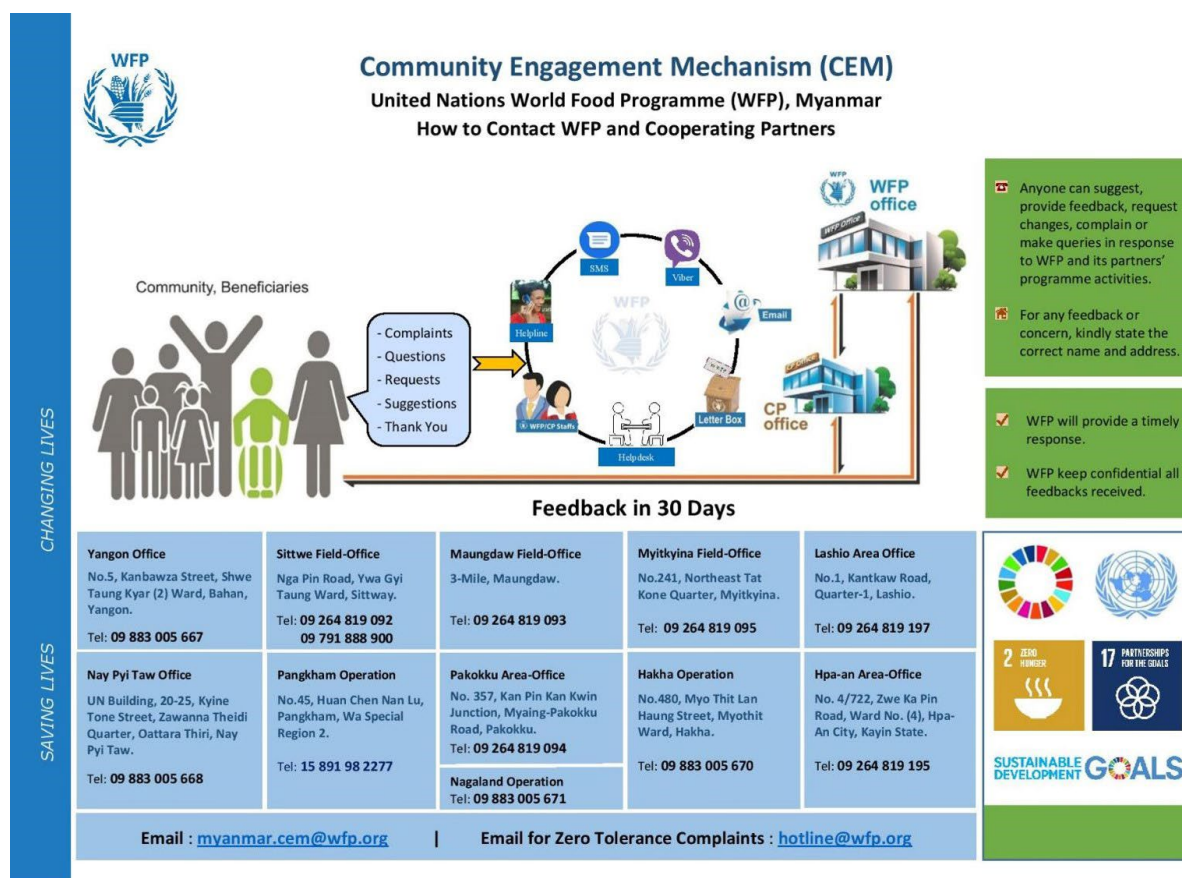 WFP
Community Engagement Mechanism (CEM)
United Nations World Food Programme (WFP), Myanmar
How to Contact WFP and Cooperating Partners
CHANGING LIVES
SAVING LIVES
Community, Beneficiaries
- Complaints
- Questions
- Requests
- Suggestions
- Thank You
SMS
Viber
Helpline
WFP
Email
WFP/CP Staffs
Helpdesk
WFP
Letter Box
WFP
WFP
office
WFP Office
CP Office
CP
office
Feedback in 30 Days
Anyone can suggest,
provide feedback, request
changes, complain or
make queries in response
to WFP and its partners’
programme activities.
For any feedback or
concern, kindly state the
correct name and address.
WFP will provide a timely
response.
WFP keep confidential all
feedbacks received.
Yangon Office
No.5, Kanbawza Street, Shwe
Taung Kyar (2) Ward, Bahan,
Yangon.
Tel: 09 883 005 667
Sittwe Field-Office
Nga Pin Road, Ywa Gyi
Taung Ward, Sittway.
Tel: 09 264 819 092
09 791 888 900
Maungdaw Field-Office
3-Mile, Maungdaw.
Tel: 09 264 819 093
Myitkyina Field-Office
No.241, Northeast Tat
Kone Quarter, Myitkyina.
Tel: 09 264 819 095
Lashio Area Office
No.1, Kantkaw Road,
Quarter-1, Lashio.
Tel: 09 264 819 197
Nay Pyi Taw Office
UN Building, 20-25, Kyine
Tone Street, Zawanna Theidi
Quarter, Oattara Thiri, Nay
Pyi Taw.
Tel: 09 883 005 668
Pangkham Operation
No.45, Huan Chen Nan Lu,
Pangkham, Wa Special
Region 2.
Tel: 15 891 98 2277
Pakokku Area-Office
No. 357, Kan Pin Kan Kwin
Junction, Myaing-Pakokku
Road, Pakokku.
Tel: 09 264 819 094
Nagaland Operation
Tel: 09 883 005 671
Hakha Operation
No.480, Myo Thit Lan
Haung Street, Myothit
Ward, Hakha.
Tel: 09 883 005 670
Hpa-an Area-Office
No. 4/722, Zwe Ka Pin
Road, Ward No. (4), Hpa-
An City, Kayin State.
Tel: 09 264 819 195
2 ZERO
HUNGER
17 PARTNERSHIPS
FOR THE GOALS
SUSTAINABLE
DEVELOPMENT GOALS
Email : myanmar.cem@wfp.org | Email for Zero Tolerance Complaints : hotline@wfp.org